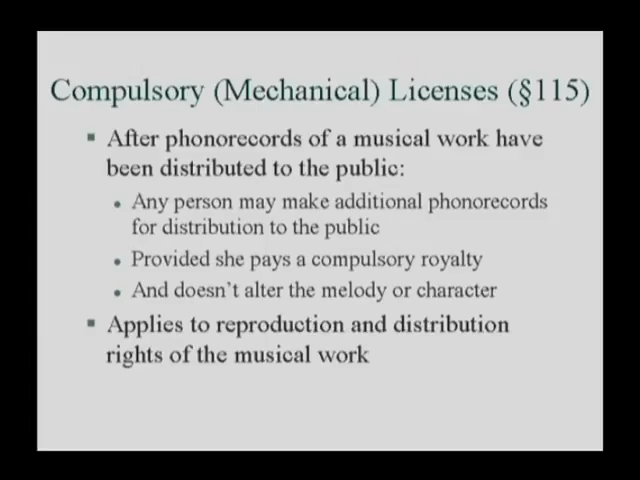 Compulsory (Mechanical) Licenses (§115)
After phonorecords of a musical work have
been distributed to the public:
Any person may make additional phonorecords
for distribution to the public
Provided she pays a compulsory royalty
And doesn't alter the melody or character
Applies to reproduction and distribution
rights of the musical work